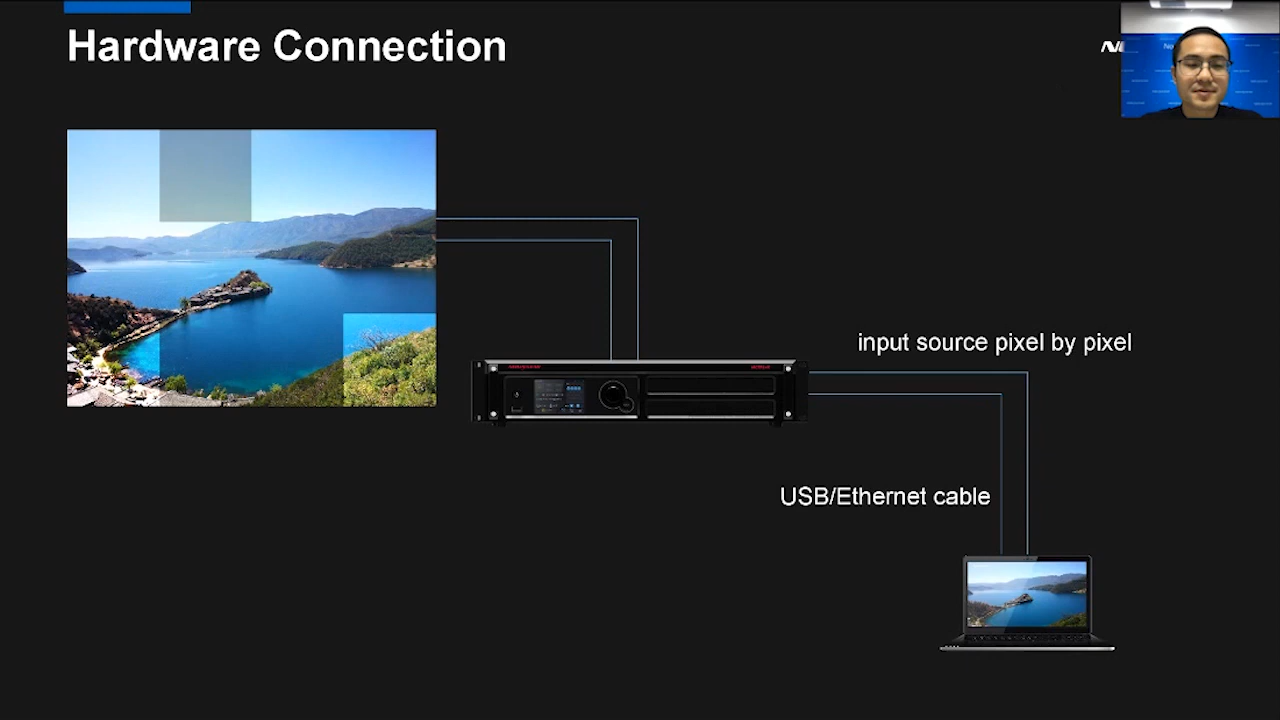 Hardware Connection
input source pixel by pixel
USB/Ethernet cable